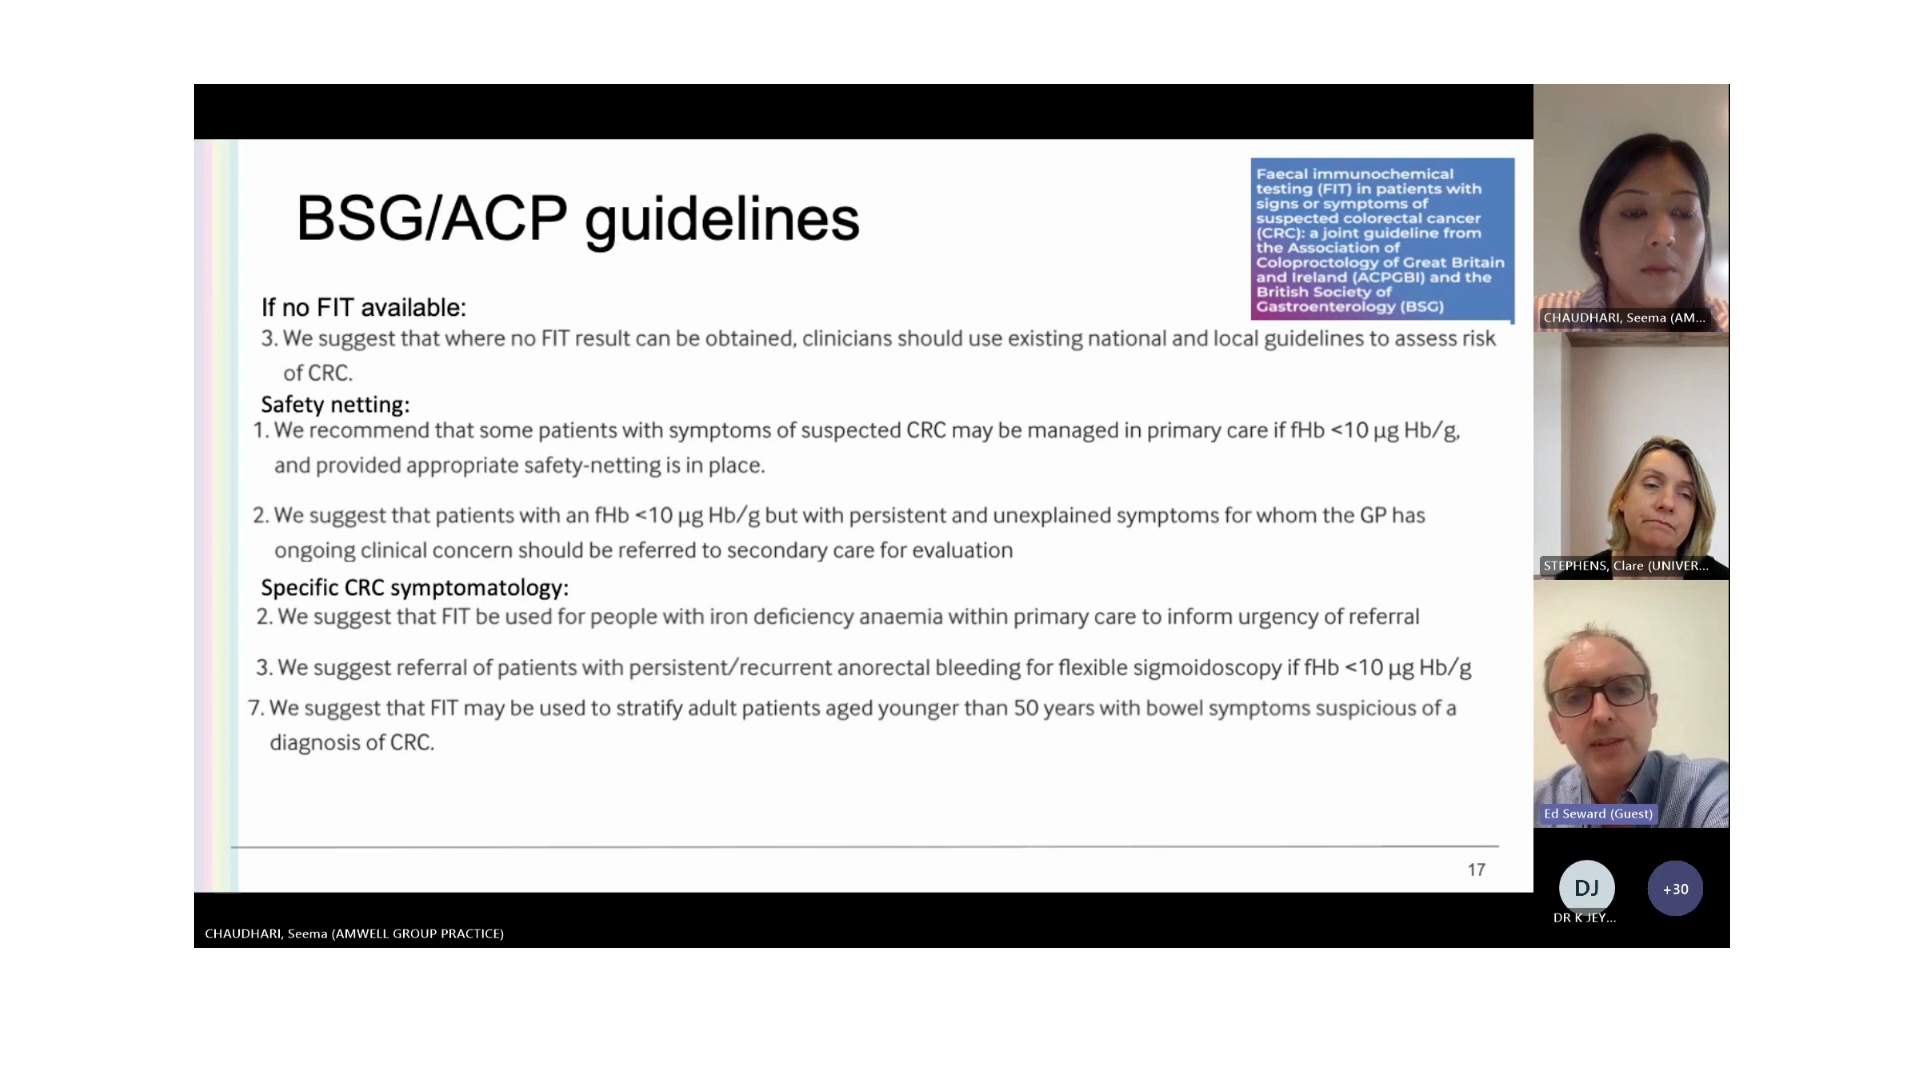 BSG/ACP guidelines
Faecal immunochemical
testing (FIT) in patients with
signs or symptoms of
suspected colorectal cancer
(CRC): a joint guideline from
the Association of
Coloproctology of Great Britain
and Ireland (ACPGBI) and the
British Society of
Gastroenterology (BSG)
If no FIT available:
3. We suggest that where no FIT result can be obtained, clinicians should use existing national and local guidelines to assess risk
of CRC.
Safety netting:
1. We recommend that some patients with symptoms of suspected CRC may be managed in primary care if fHb <10 µg Hb/g,
and provided appropriate safety-netting is in place.
2. We suggest that patients with an fHb <10 µg Hb/g but with persistent and unexplained symptoms for whom the GP has
ongoing clinical concern should be referred to secondary care for evaluation
Specific CRC symptomatology:
2. We suggest that FIT be used for people with iron deficiency anaemia within primary care to inform urgency of referral
3. We suggest referral of patients with persistent/recurrent anorectal bleeding for flexible sigmoidoscopy if fHb <10 µg Hb/g
7. We suggest that FIT may be used to stratify adult patients aged younger than 50 years with bowel symptoms suspicious of a
diagnosis of CRC.
17
CHAUDHARI, Seema (AMWELL GROUP PRACTICE)
CHAUDHARI, Seema (AM...
STEPHENS, Clare (UNIVER...
Ed Seward (Guest)
DJ
+30
DR K JEY...